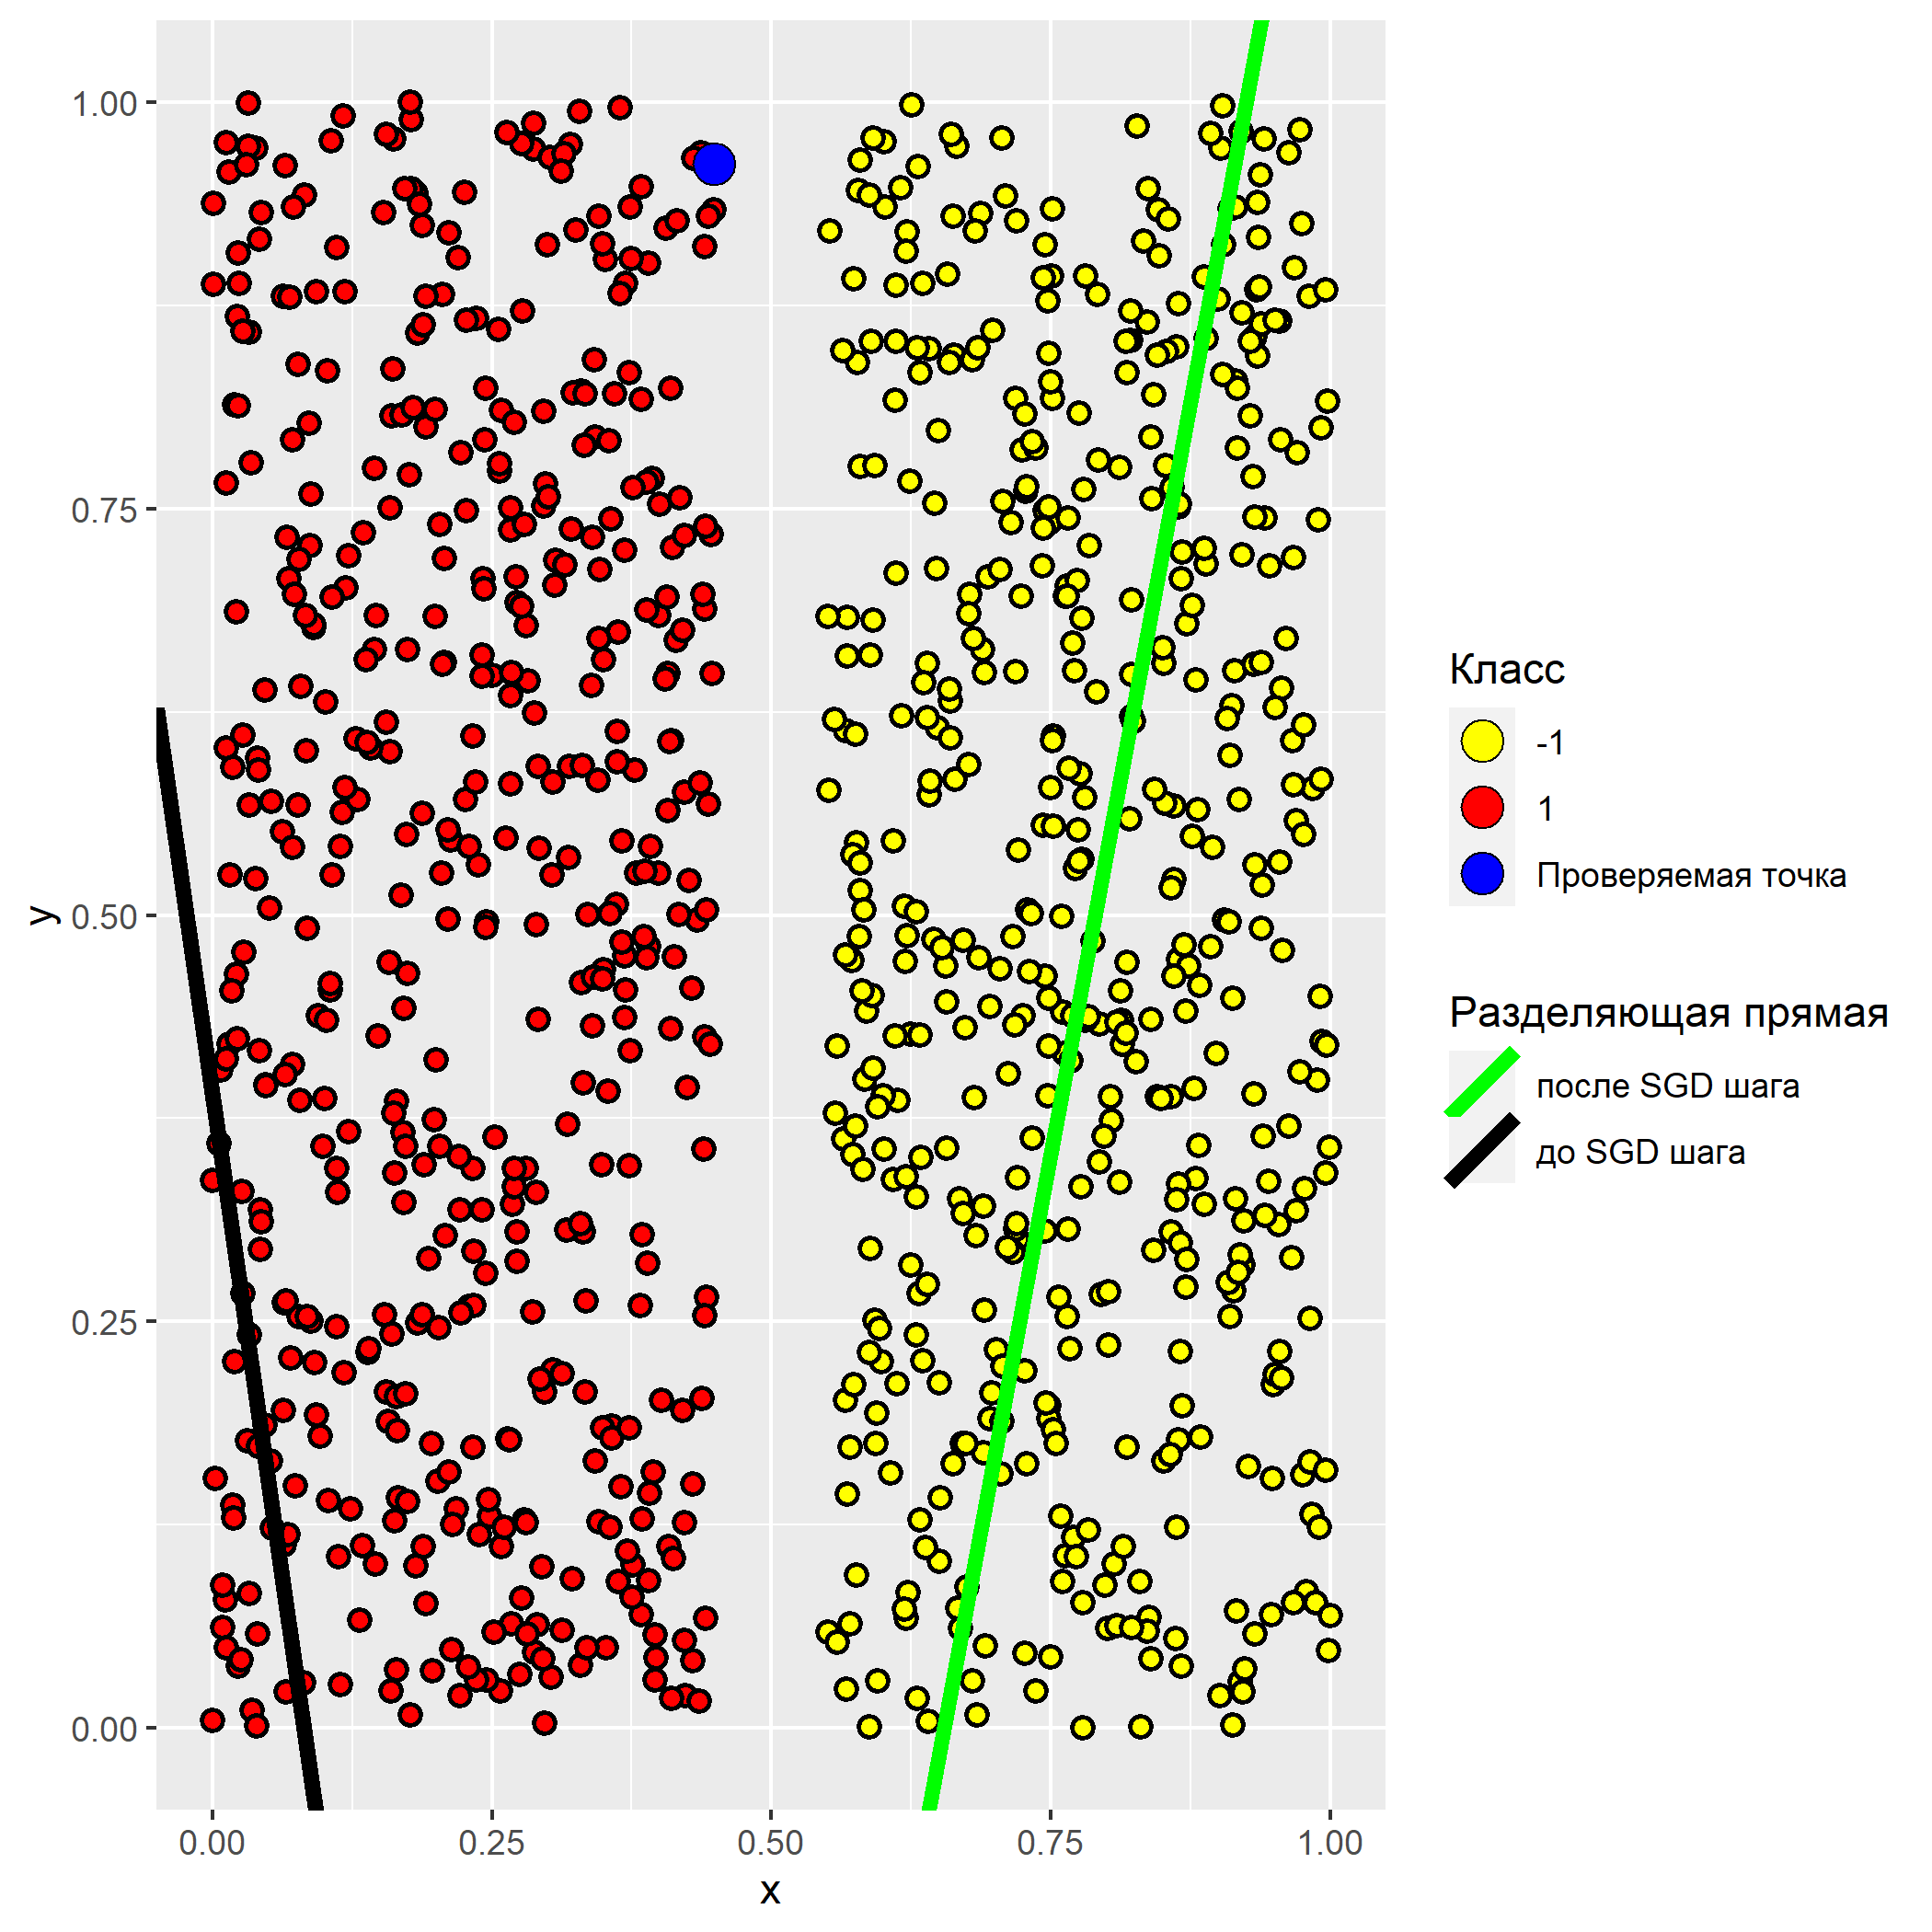 1.00
0.75
0.50
0.25
0.00
y
0.00
0.25
0.50
0.75
1.00
x
Класс
-1
1
Проверяемая точка
Разделяющая прямая
после SGD шага
до SGD шага